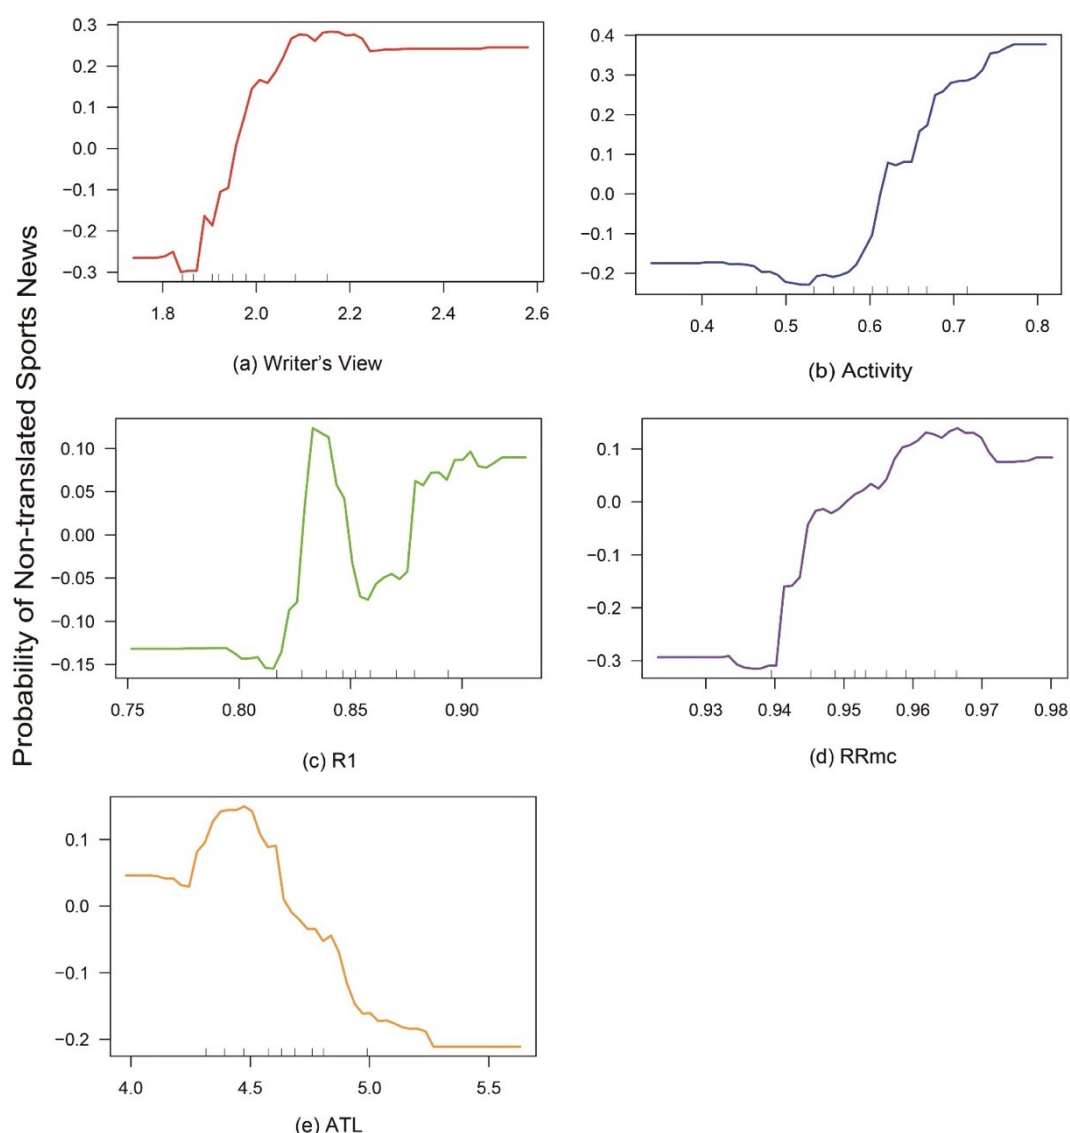 Probability of Non-translated Sports News
0.3
0.2
0.1
0.0
−0.1
−0.2
−0.3
1.8 2.0 2.2 2.4 2.6
(a) Writer's View
0.4
0.3
0.2
0.1
0.0
−0.1
−0.2
0.4 0.5 0.6 0.7 0.8
(b) Activity
0.10
0.05
0.00
−0.05
−0.10
−0.15
0.75 0.80 0.85 0.90
(c) R1
0.1
0.0
−0.1
−0.2
−0.3
0.93 0.94 0.95 0.96 0.97 0.98
(d) RRmc
0.1
0.0
−0.1
−0.2
4.0 4.5 5.0 5.5
(e) ATL